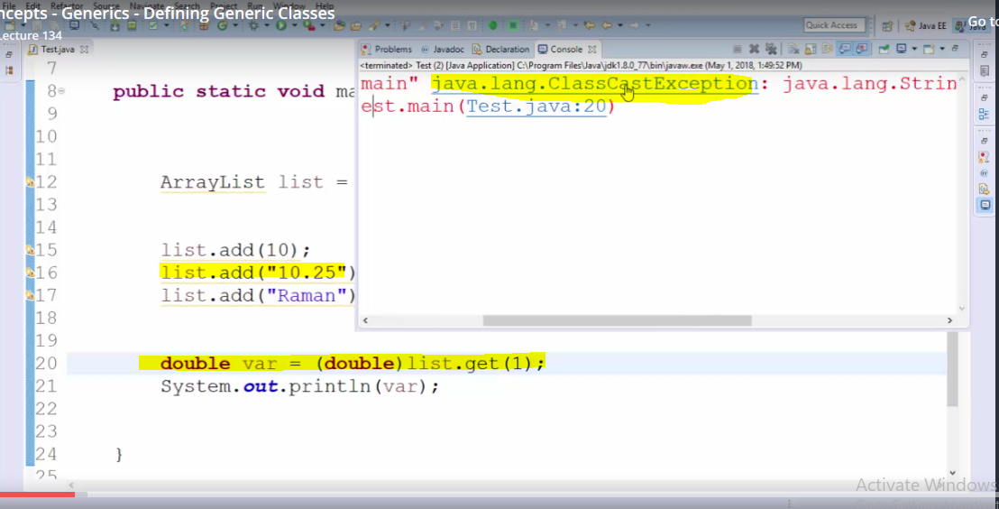 File Edit Source Refactor Navigate Search Project Run Window Help
ncepts - Generics - Defining Generic Classes
Lecture 134
Go to
Quick Access
Java EE
Java
Test.java
Problems @ Javadoc Declaration Console
<terminated> Test (2) [Java Application] C:\Program Files\Java\jdk1.8.0_77\bin\javaw.exe (May 1, 2018, 1:49:52 PM)
main" java.lang.ClassCastException: java.lang.Strin
est.main(Test.java:20)
7
8 public static void ma
9
10
11
12 ArrayList list =
13
14
15 list.add(10);
16 list.add("10.25")
17 list.add("Raman")
18
19
20 double var = (double)list.get(1);
21 System.out.println(var);
22
23
24 }
25
Activate Windows